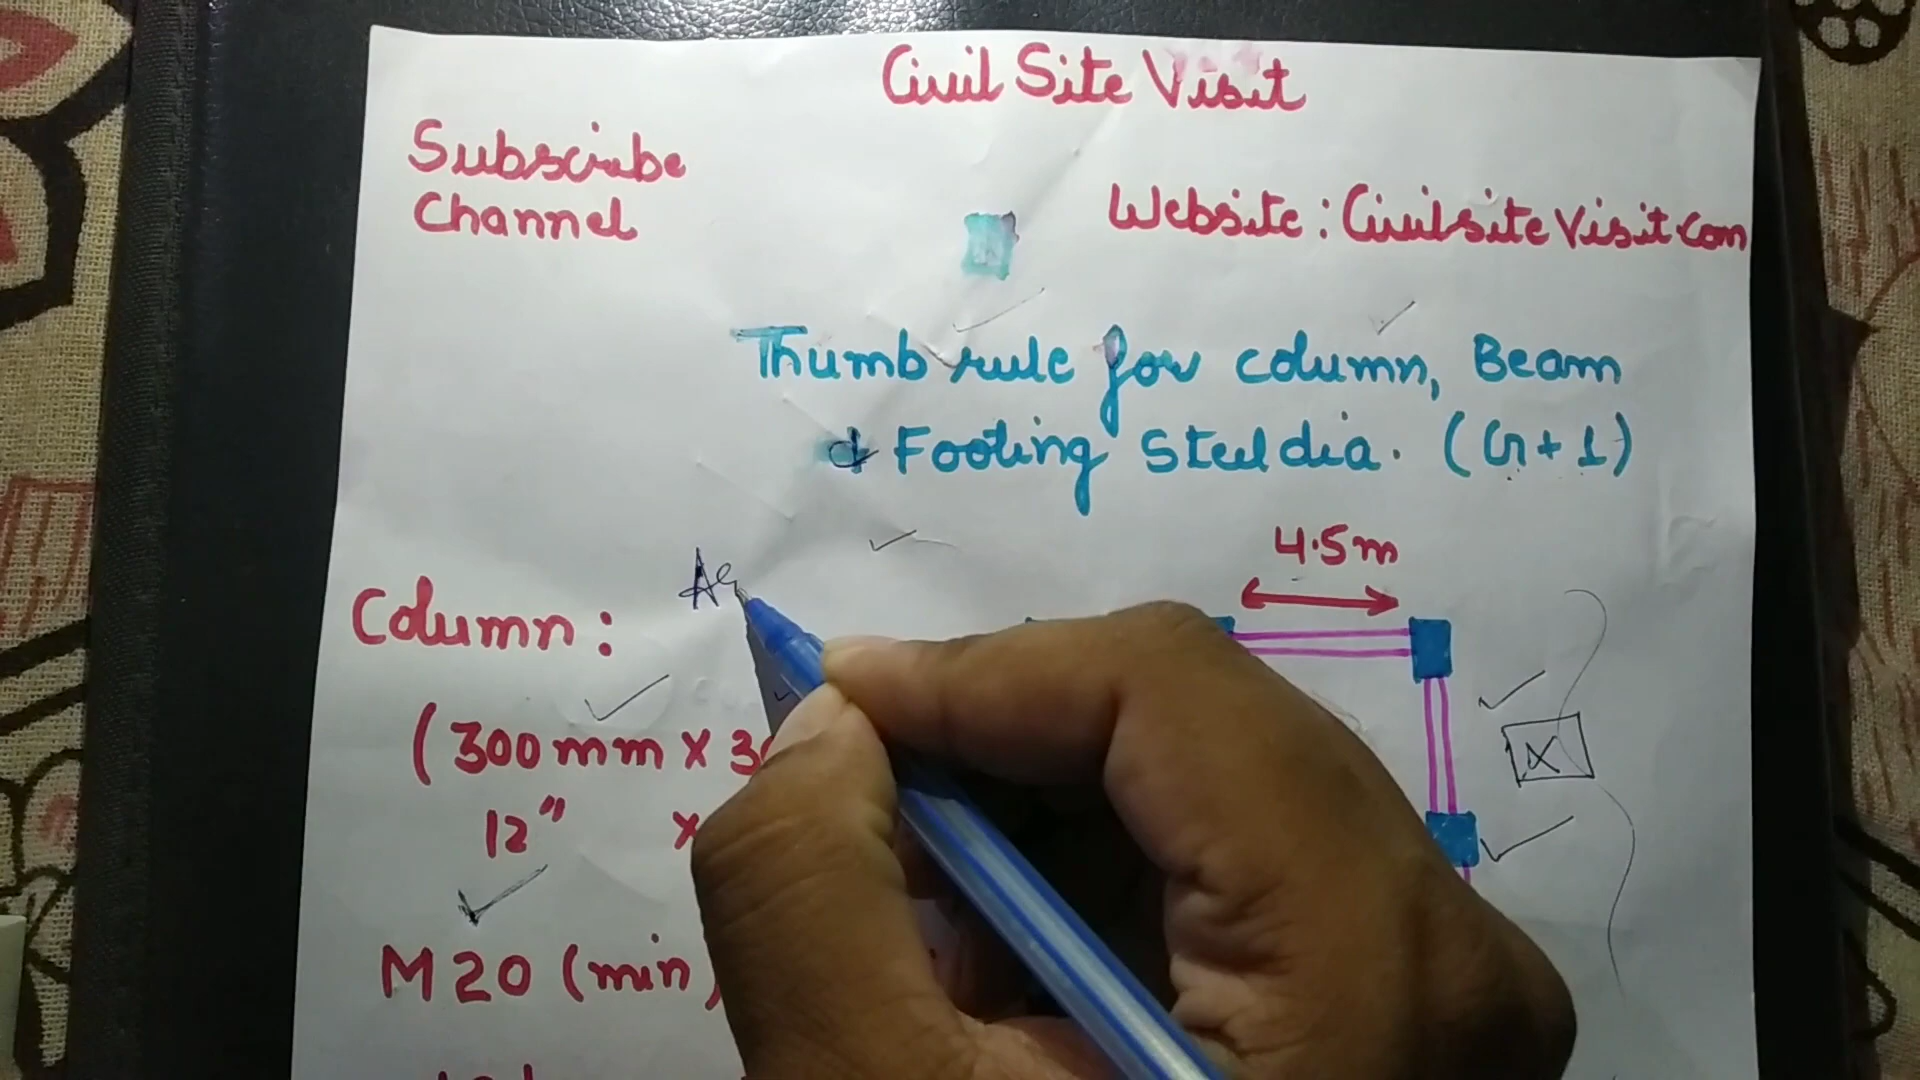 Civil Site Visit
Subscribe
Channel
Website: CivilsiteVisit.com
Thumb rule for column, Beam
& Footing Steel dia. (G+1)
4.5m
Column:
(300mm X 30
12" x
X
M20 (min)